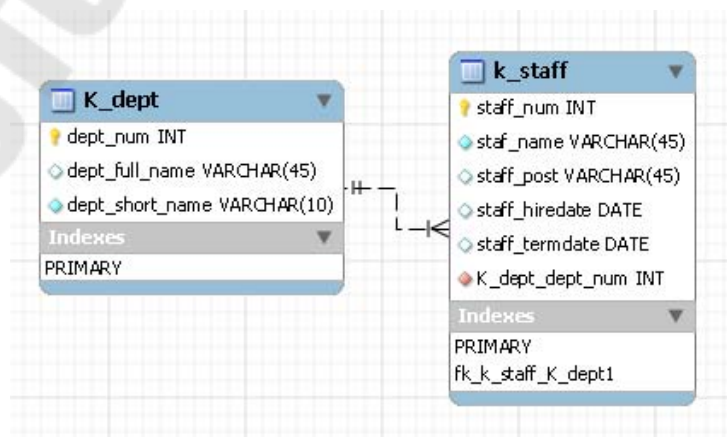 K_dept
dept_num INT
dept_full_name VARCHAR(45)
dept_short_name VARCHAR(10)
Indexes
PRIMARY
k_staff
staff_num INT
staf_name VARCHAR(45)
staff_post VARCHAR(45)
staff_hiredate DATE
staff_termdate DATE
K_dept_dept_num INT
Indexes
PRIMARY
fk_k_staff_K_dept1